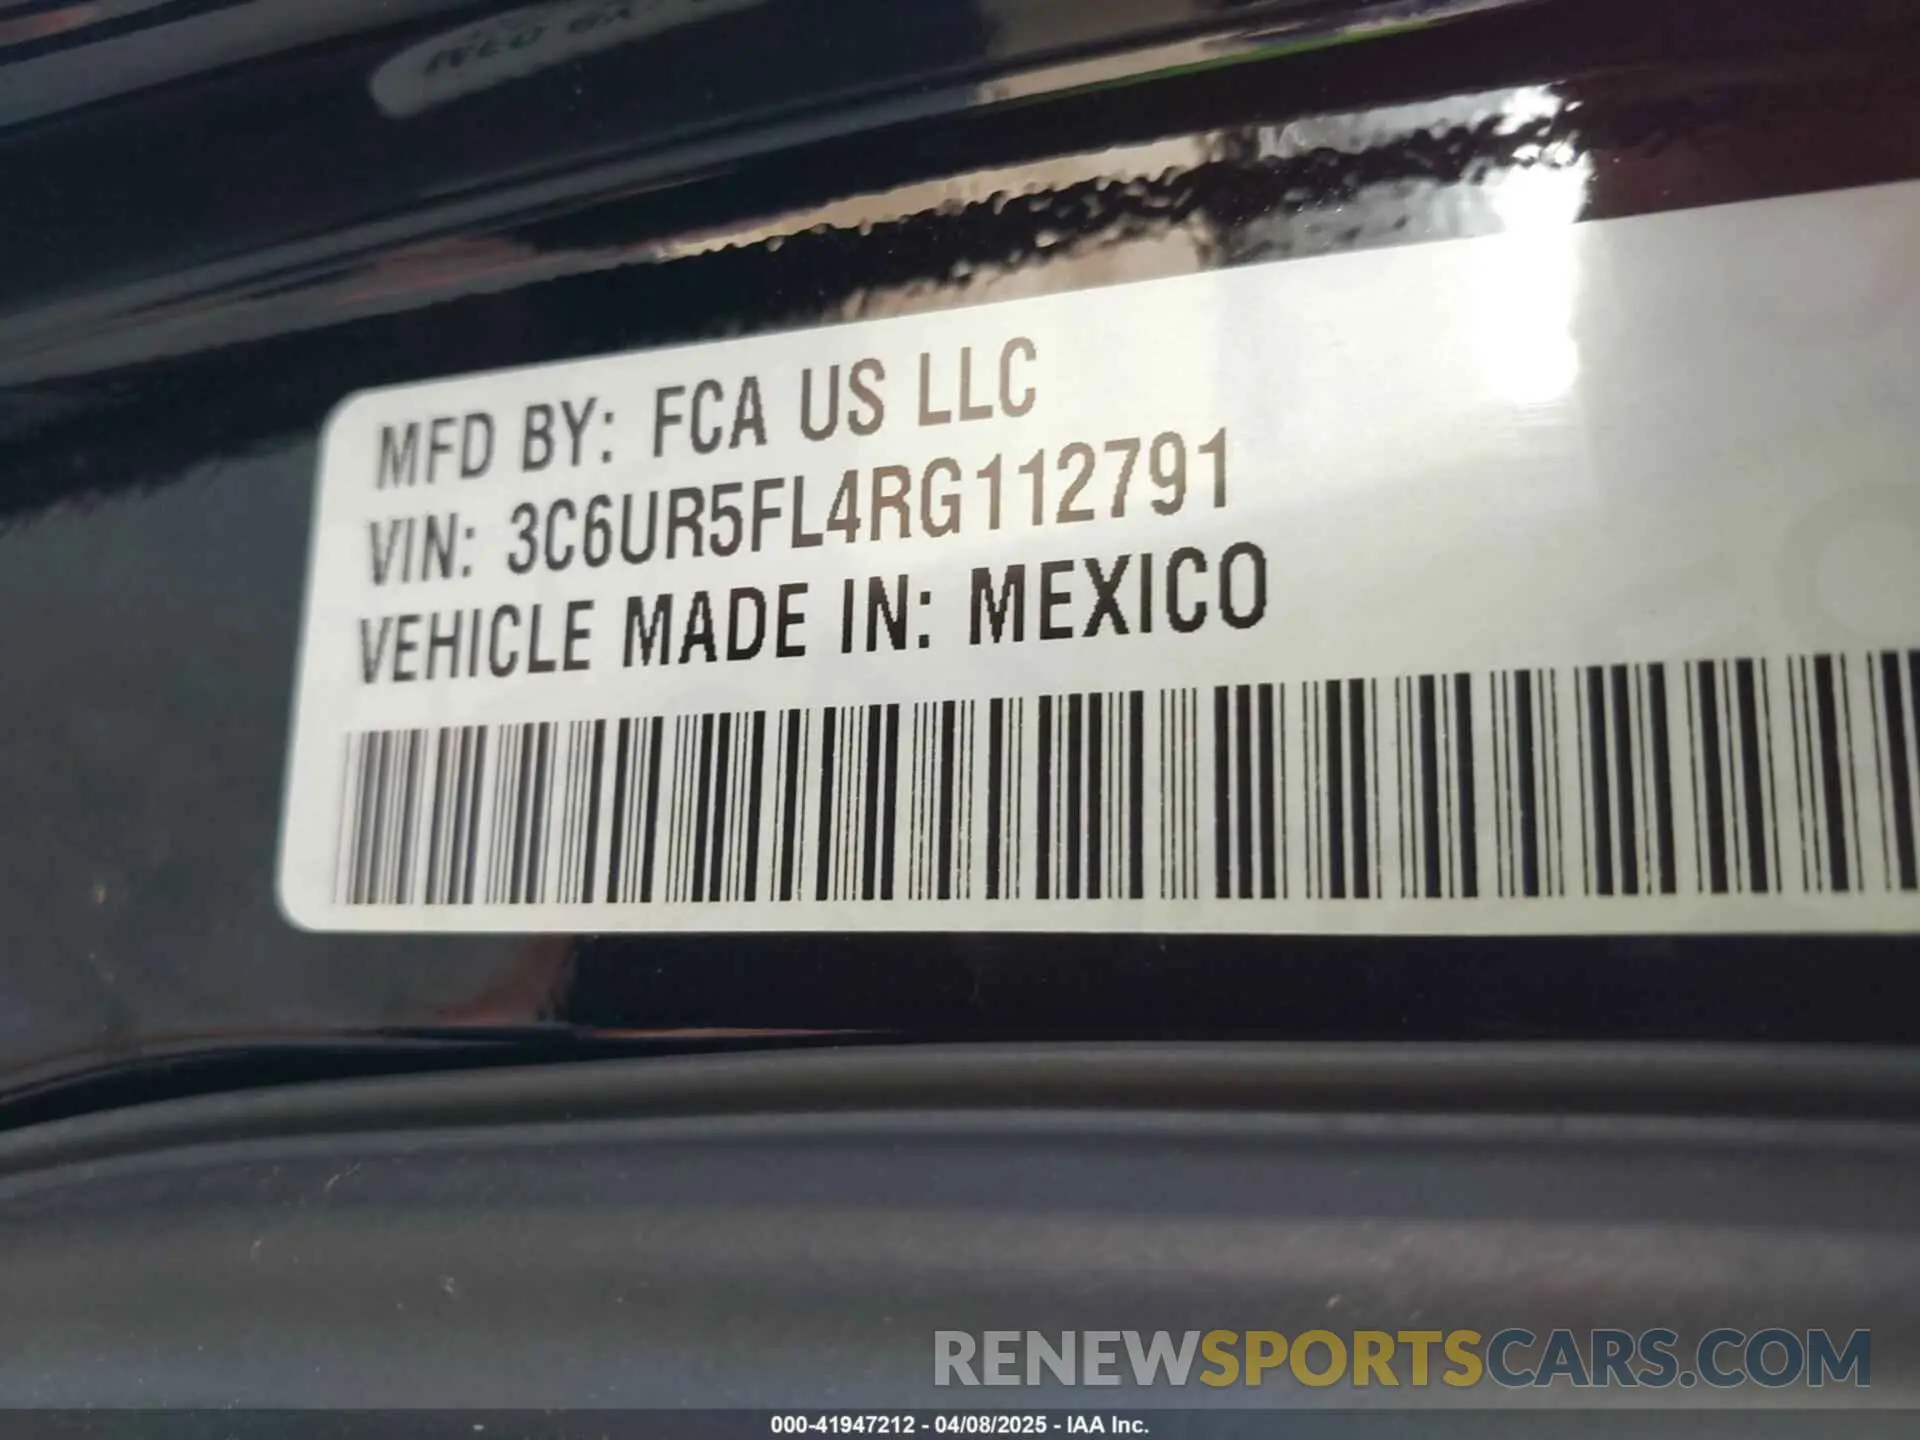 MFD BY: FCA US LLC
VIN: 3C6UR5FL4RG112791
VEHICLE MADE IN: MEXICO
RENEWSPORTSCARS.COM
000-41947212 - 04/08/2025 - IAA Inc.